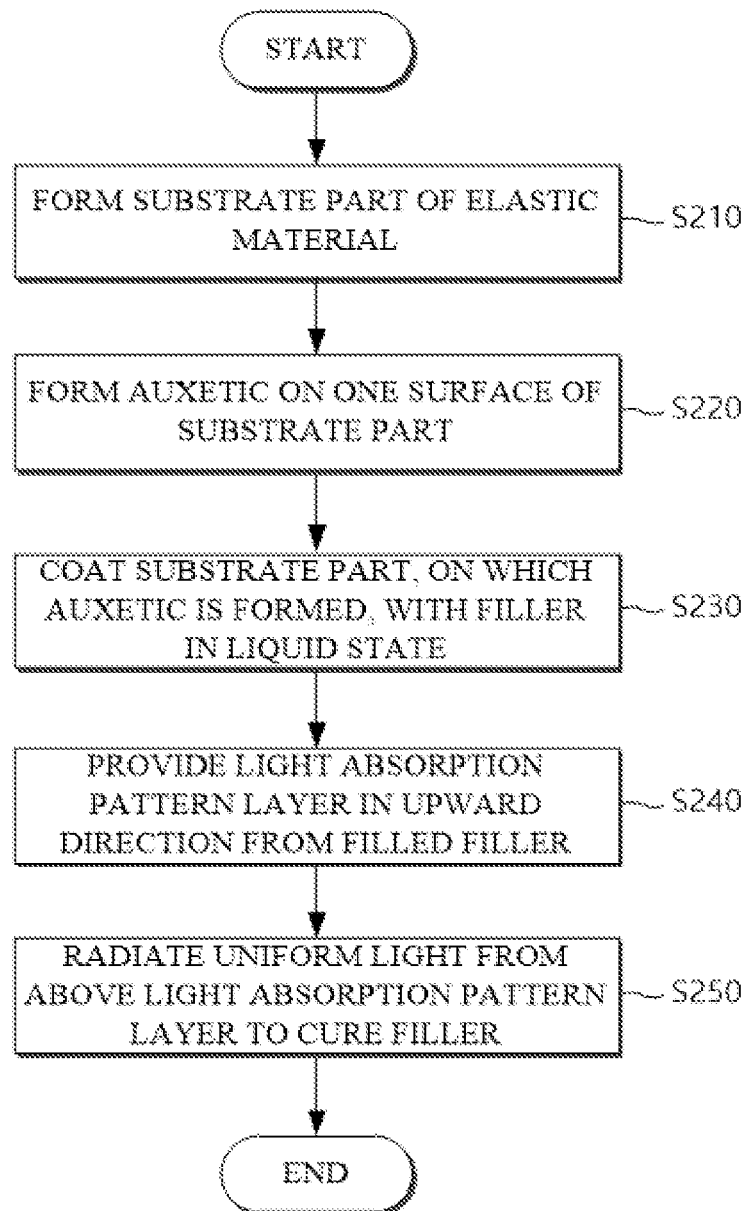 START
FORM SUBSTRATE PART OF ELASTIC
MATERIAL
S210
FORM AUXETIC ON ONE SURFACE OF
SUBSTRATE PART
S220
COAT SUBSTRATE PART, ON WHICH
AUXETIC IS FORMED, WITH FILLER
IN LIQUID STATE
S230
PROVIDE LIGHT ABSORPTION
PATTERN LAYER IN UPWARD
DIRECTION FROM FILLED FILLER
S240
RADIATE UNIFORM LIGHT FROM
ABOVE LIGHT ABSORPTION PATTERN
LAYER TO CURE FILLER
S250
END